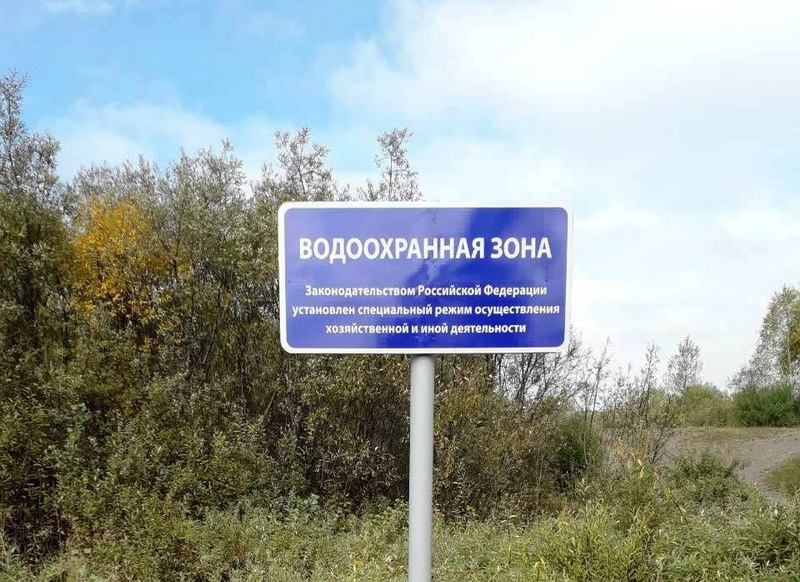 ВОДООХРАННАЯ ЗОНА
Законодательством Российской Федерации
установлен специальный режим осуществления
хозяйственной и иной деятельности